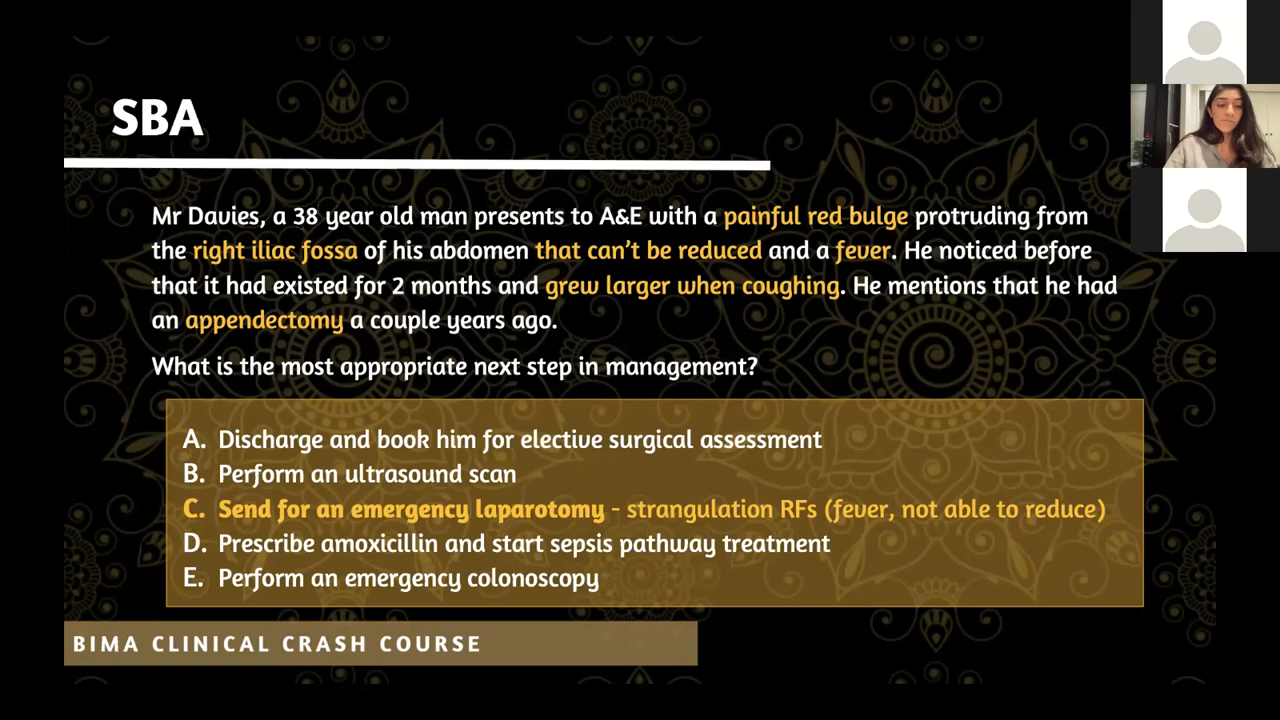 SBA
Mr Davies, a 38 year old man presents to A&E with a painful red bulge protruding from
the right iliac fossa of his abdomen that can't be reduced and a fever. He noticed before
that it had existed for 2 months and grew larger when coughing. He mentions that he had
an appendectomy a couple years ago.
What is the most appropriate next step in management?
A. Discharge and book him for elective surgical assessment
B. Perform an ultrasound scan
C. Send for an emergency laparotomy - strangulation RFs (fever, not able to reduce)
D. Prescribe amoxicillin and start sepsis pathway treatment
E. Perform an emergency colonoscopy
BIMA CLINICAL CRASH COURSE